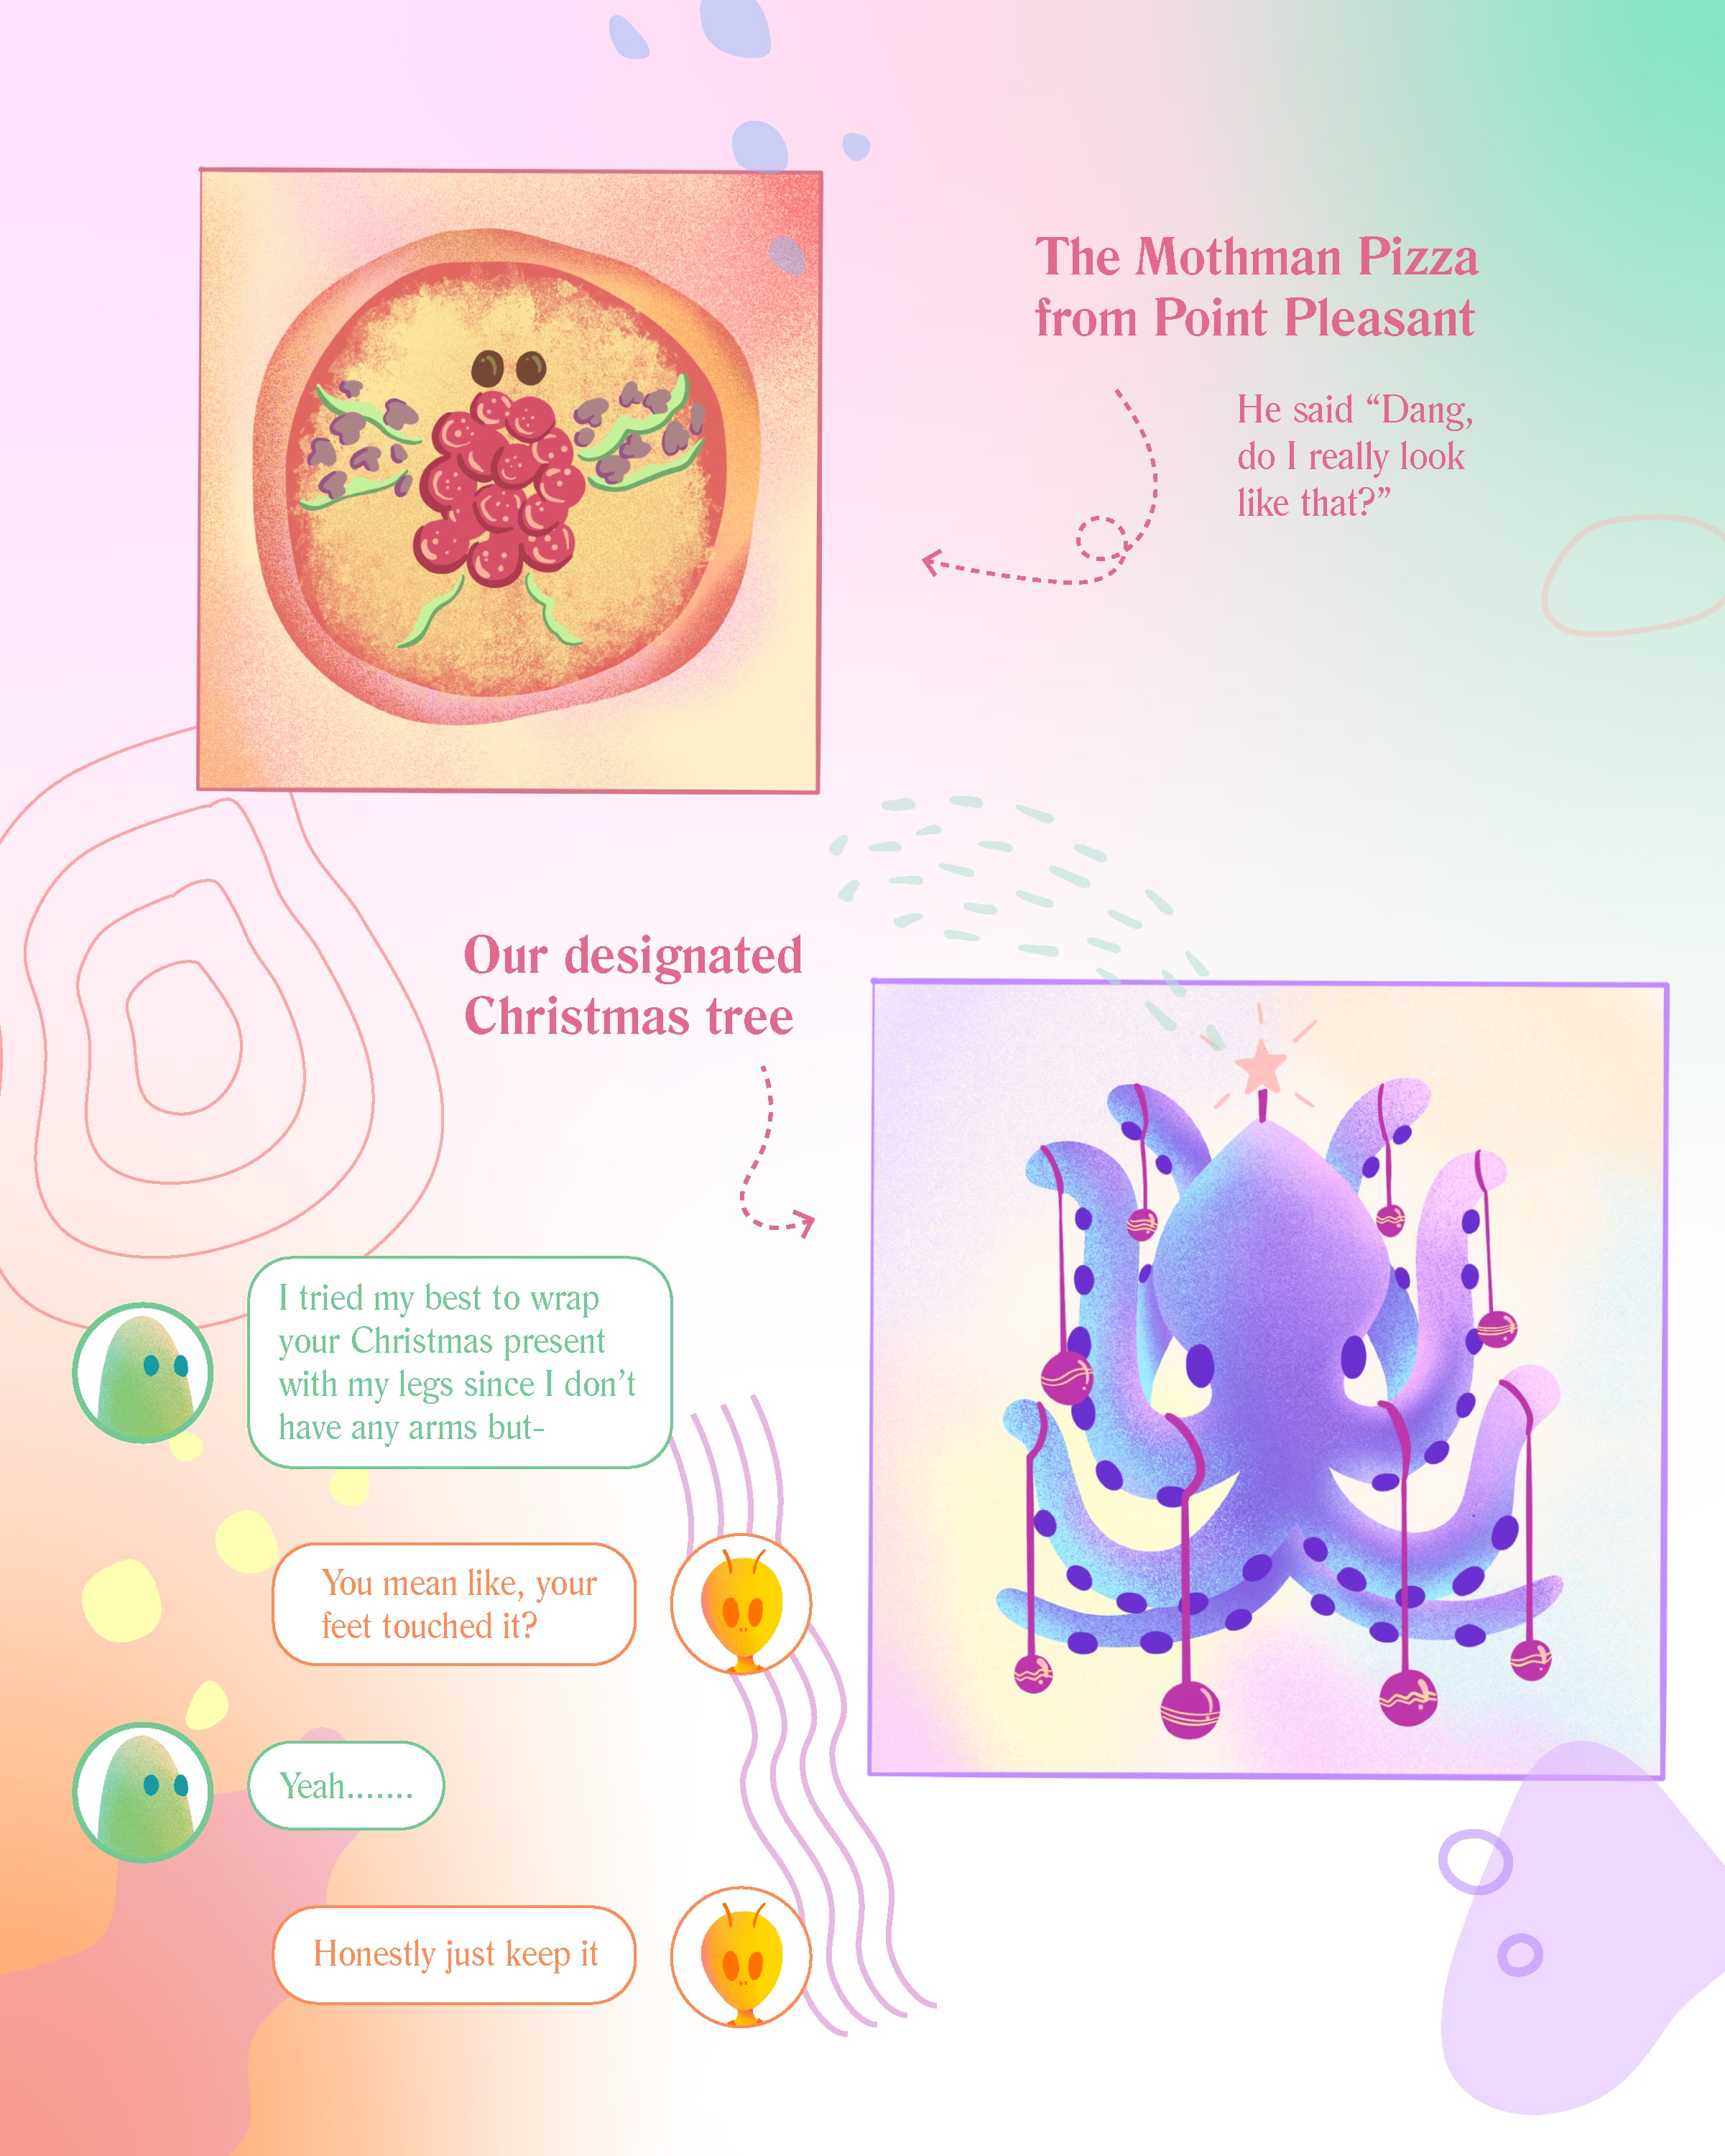 The Mothman Pizza
from Point Pleasant
He said “Dang,
do I really look
like that?”
Our designated
Christmas tree
I tried my best to wrap
your Christmas present
with my legs since I don’t
have any arms but-
You mean like, your
feet touched it?
Yeah.......
Honestly just keep it